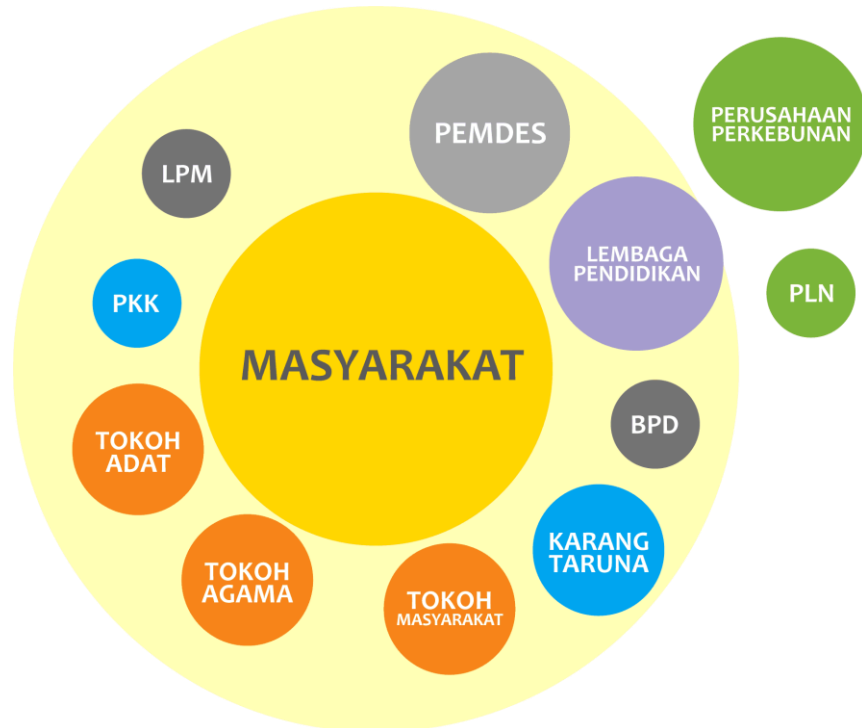 PEMDES
PERUSAHAAN
PERKEBUNAN
LPM
LEMBAGA
PENDIDIKAN
PKK
PLN
MASYARAKAT
TOKOH
ADAT
BPD
KARANG
TARUNA
TOKOH
AGAMA
TOKOH
MASYARAKAT